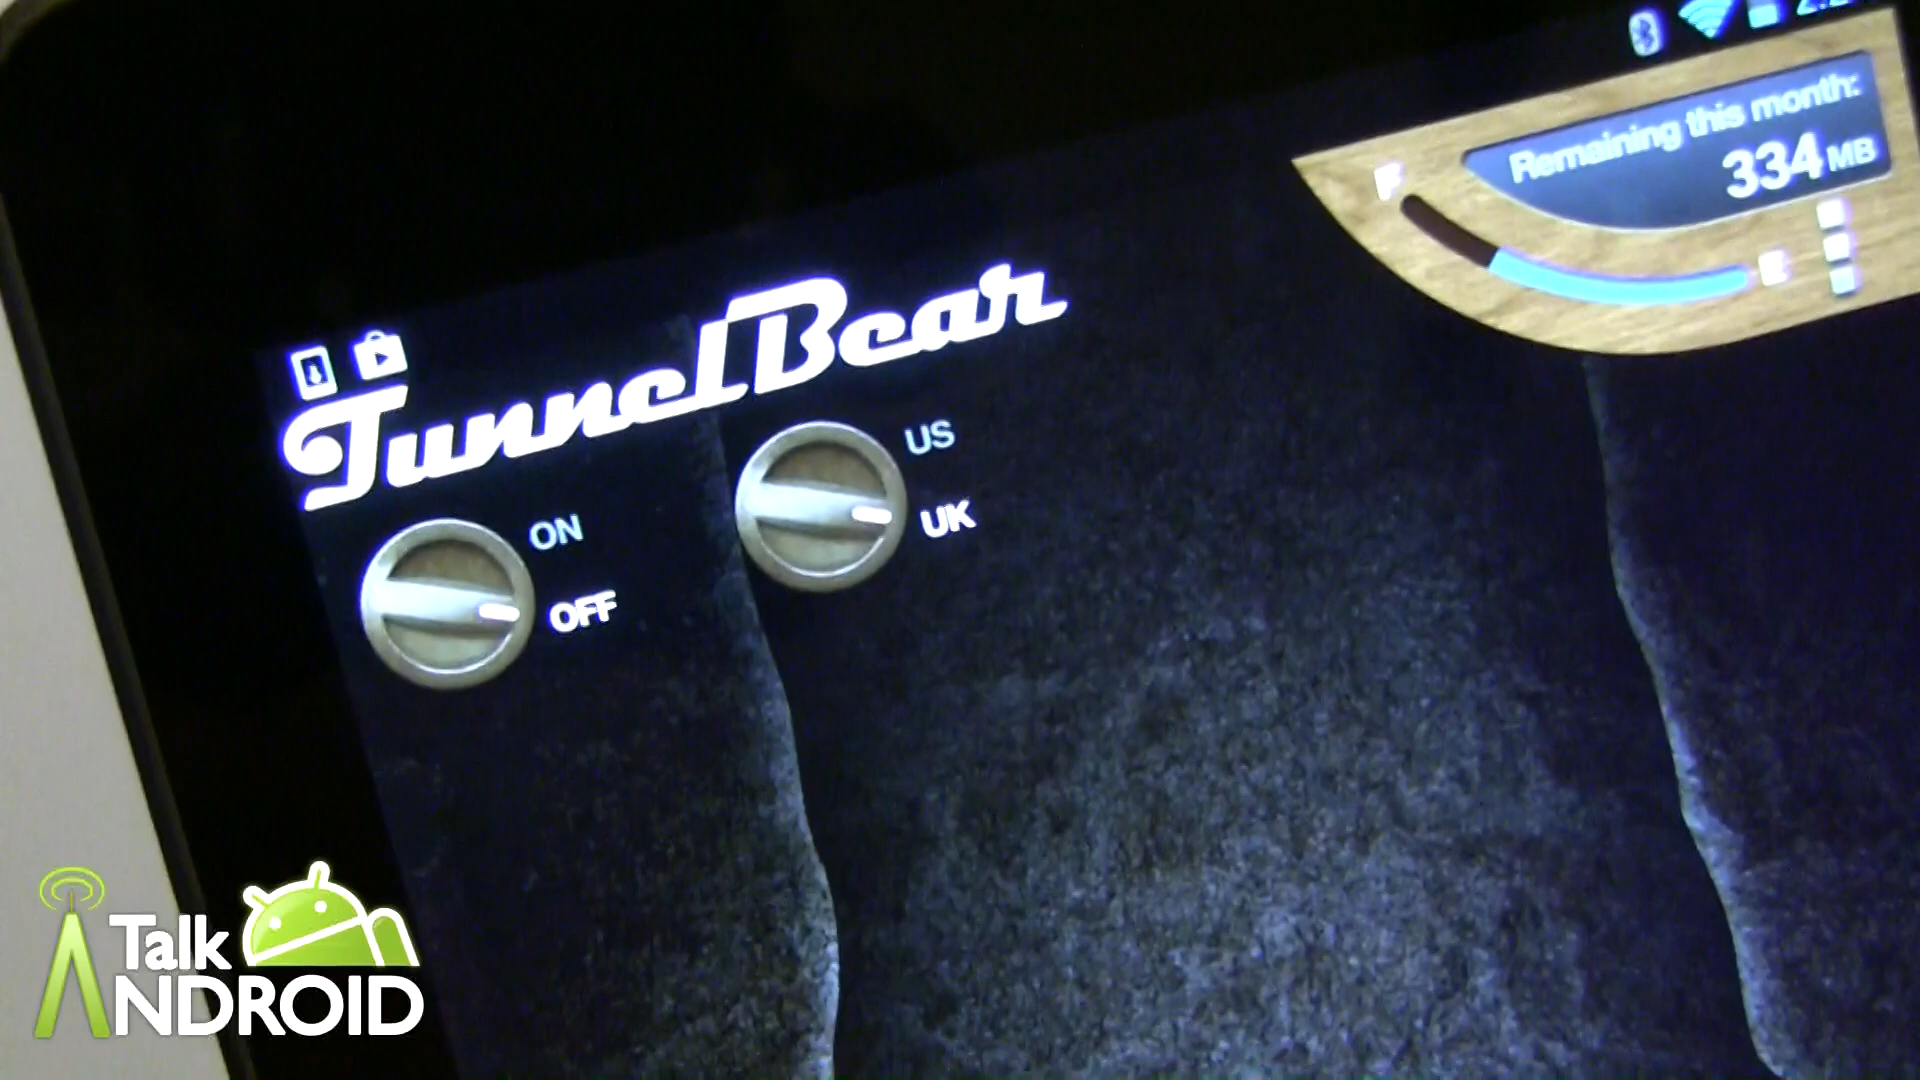 Remaining this month:
334 MB
F
E
TunnelBear
US
UK
ON
OFF
Talk
ANDROID